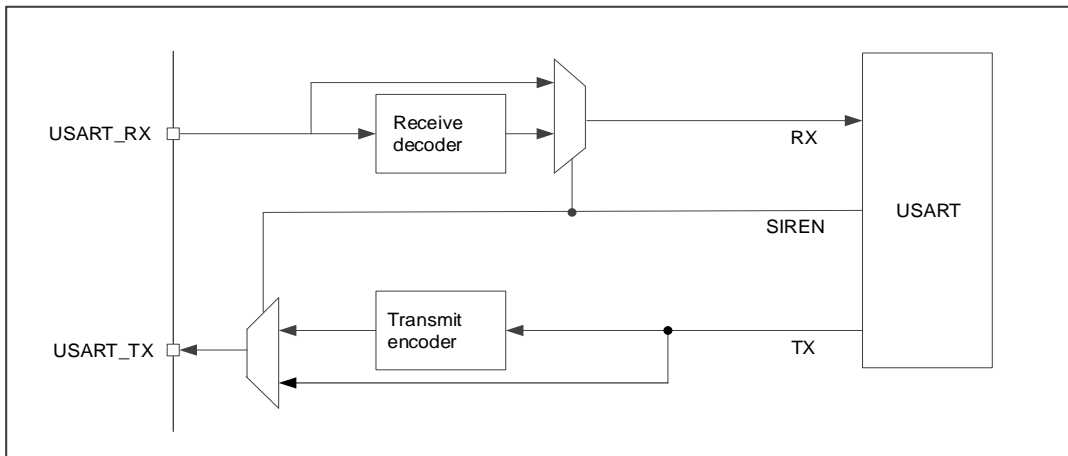 USART_RX
Receive
decoder
RX
USART
SIREN
USART_TX
Transmit
encoder
TX